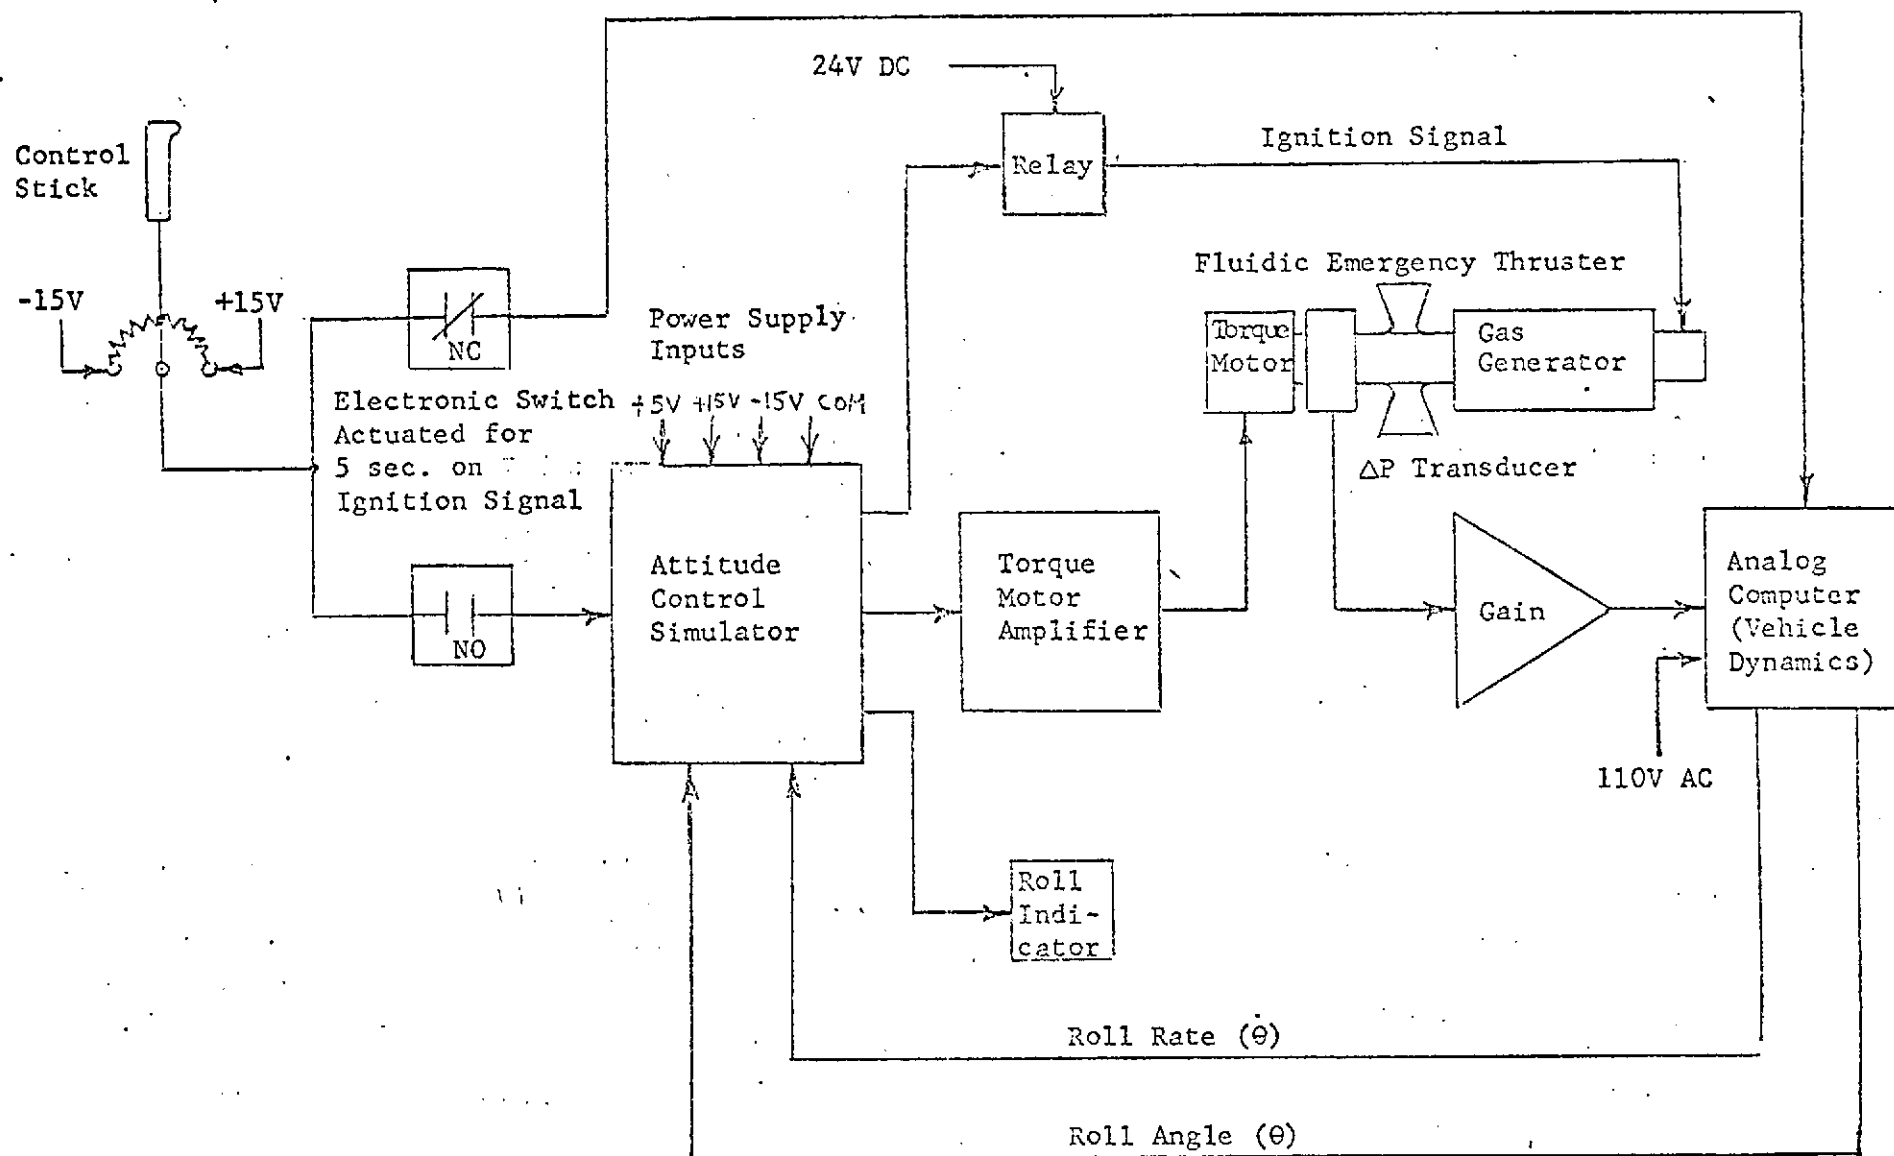 24V DC
Ignition Signal
Control
Stick
Relay
Fluidic Emergency Thruster
-15V
+15V
NC
Power Supply
Inputs
Torque
Motor
Gas
Generator
Electronic Switch
Actuated for
5 sec. on
Ignition Signal
+5V +15V -15V COM
ΔP Transducer
Attitude
Control
Simulator
Torque
Motor
Amplifier
Gain
Analog
Computer
(Vehicle
Dynamics)
NO
110V AC
Roll
Indi-
cator
Roll Rate (θ̇)
Roll Angle (θ)